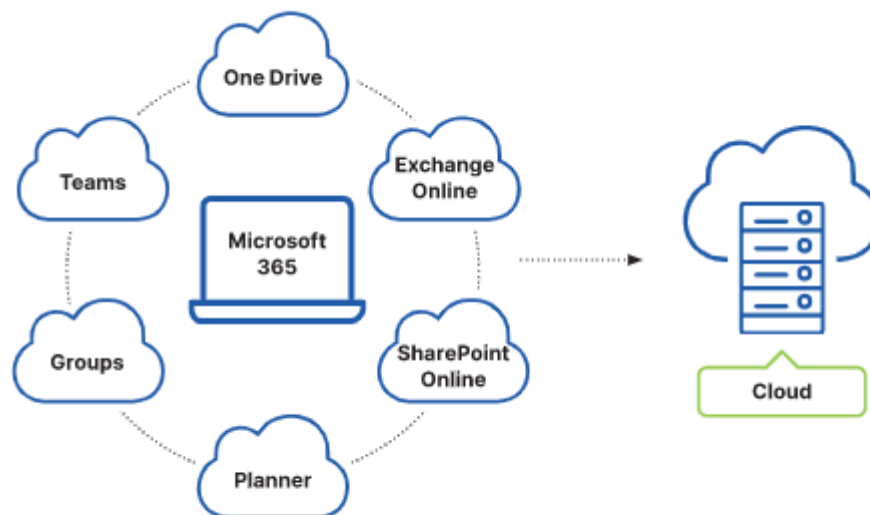 One Drive
Teams
Exchange
Online
Microsoft
365
Groups
SharePoint
Online
Planner
Cloud